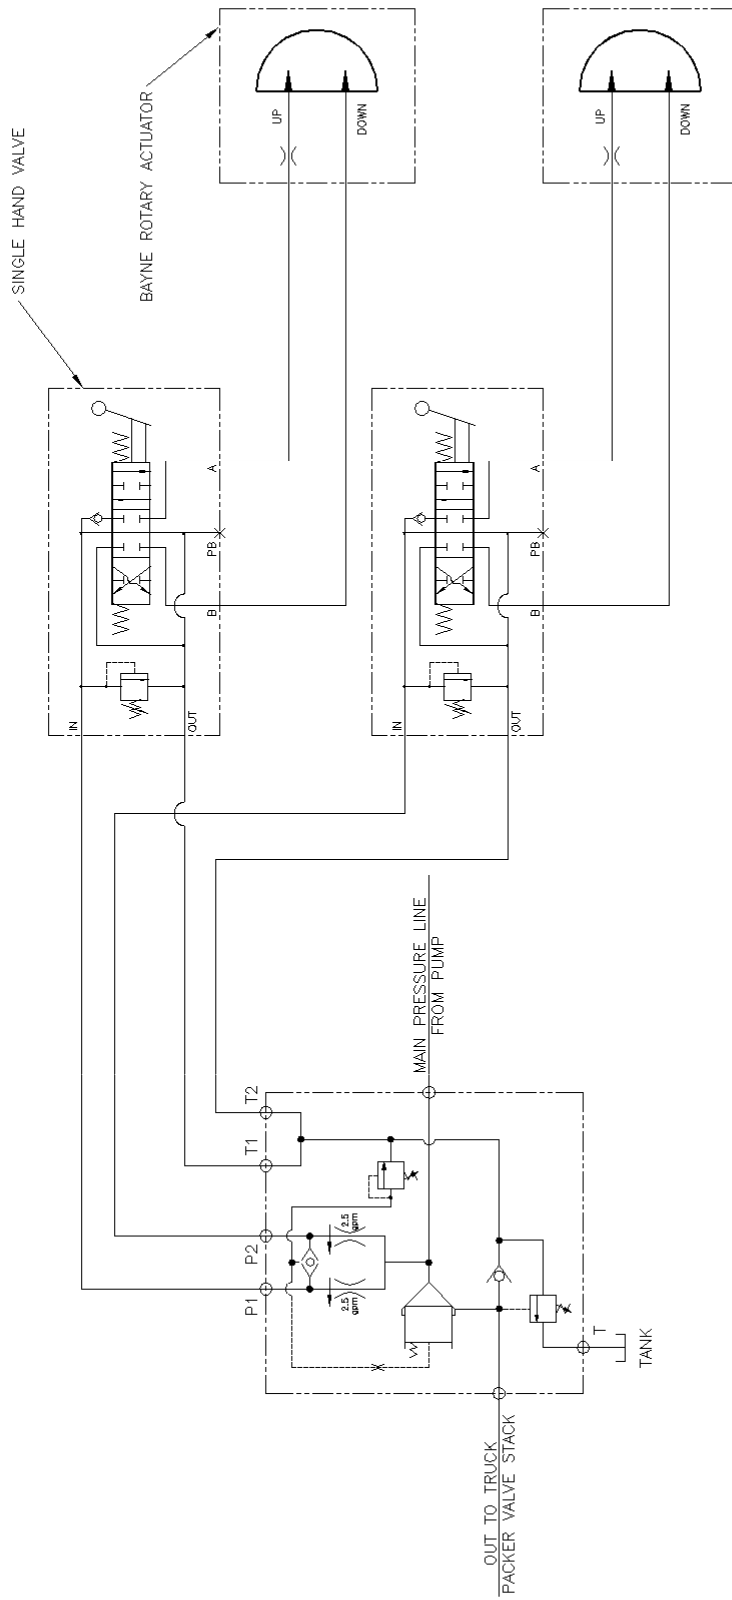 SINGLE HAND VALVE
BAYNE ROTARY ACTUATOR
UP
DOWN
UP
DOWN
A
PB
B
IN
OUT
A
PB
B
IN
OUT
MAIN PRESSURE LINE
FROM PUMP
T2
T1
P2
P1
2.5
gpm
2.5
gpm
T
TANK
OUT TO TRUCK
PACKER VALVE STACK